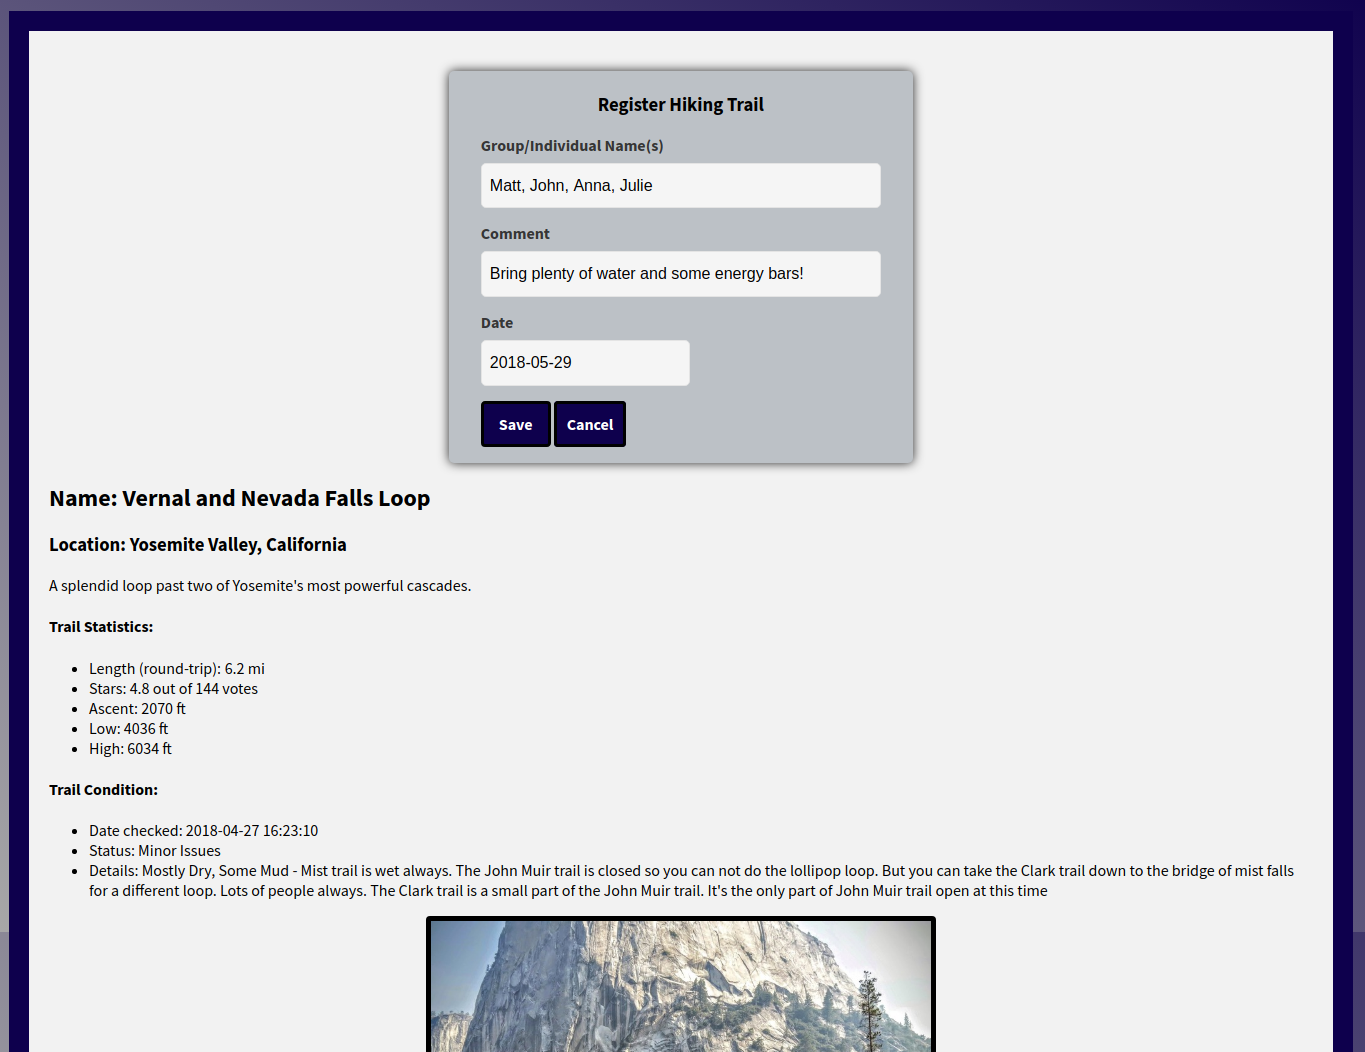 Register Hiking Trail
Group/Individual Name(s)
Matt, John, Anna, Julie
Comment
Bring plenty of water and some energy bars!
Date
2018-05-29
Save Cancel
Name: Vernal and Nevada Falls Loop
Location: Yosemite Valley, California
A splendid loop past two of Yosemite's most powerful cascades.
Trail Statistics:
Length (round-trip): 6.2 mi
Stars: 4.8 out of 144 votes
Ascent: 2070 ft
Low: 4036 ft
High: 6034 ft
Trail Condition:
Date checked: 2018-04-27 16:23:10
Status: Minor Issues
Details: Mostly Dry, Some Mud - Mist trail is wet always. The John Muir trail is closed so you can not do the lollipop loop. But you can take the Clark trail down to the bridge of mist falls
for a different loop. Lots of people always. The Clark trail is a small part of the John Muir trail. It's the only part of John Muir trail open at this time